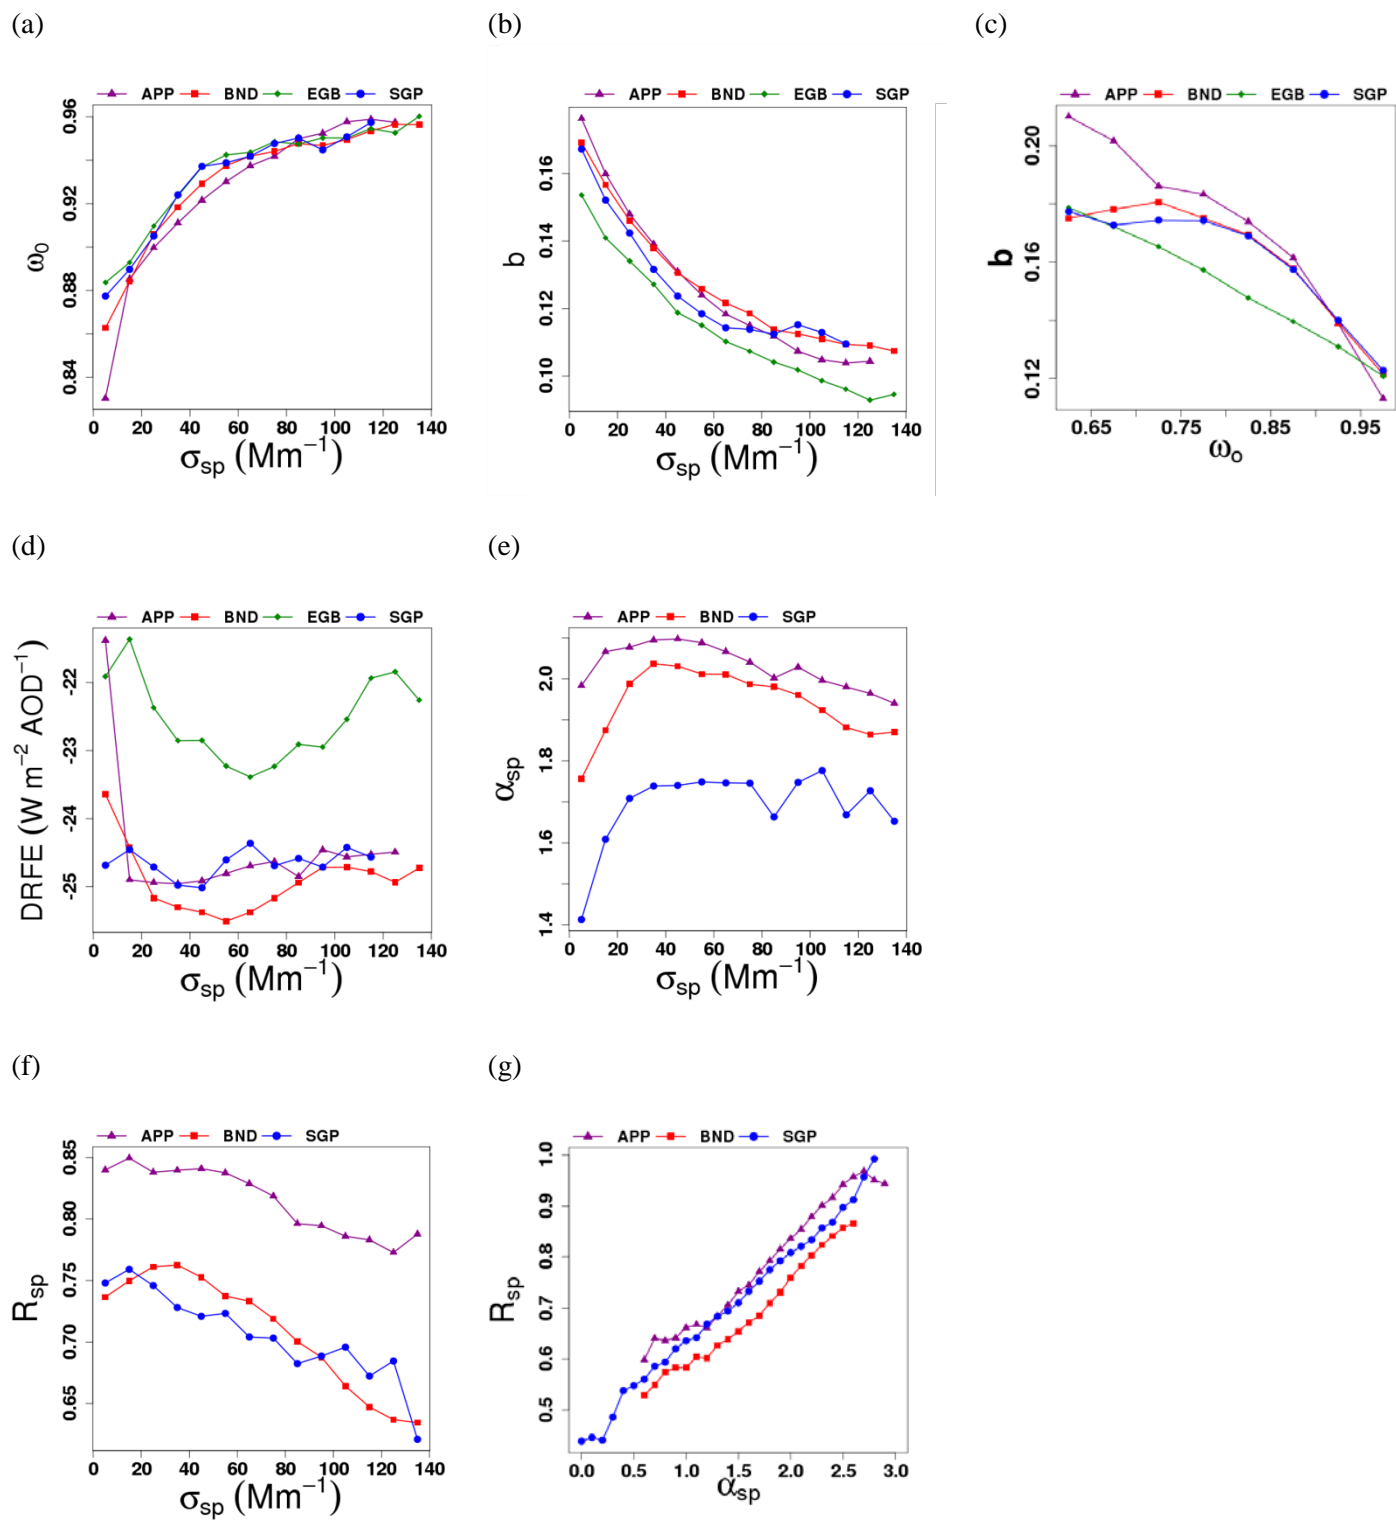 (a) (b) (c)
APP BND EGB SGP
0.96
0.92
0.88
0.84
ω₀
0 20 40 60 80 100 120 140
σsp (Mm⁻¹)
APP BND EGB SGP
0.16
0.14
0.12
0.10
b
0 20 40 60 80 100 120 140
σsp (Mm⁻¹)
APP BND EGB SGP
0.20
0.16
0.12
b
0.65 0.75 0.85 0.95
ωo
(d) (e)
APP BND EGB SGP
-22
-23
-24
-25
DRFE (W m⁻² AOD⁻¹)
0 20 40 60 80 100 120 140
σsp (Mm⁻¹)
APP BND SGP
2.0
1.8
1.6
1.4
αsp
0 20 40 60 80 100 120 140
σsp (Mm⁻¹)
(f) (g)
APP BND SGP
0.85
0.80
0.75
0.70
0.65
Rsp
0 20 40 60 80 100 120 140
σsp (Mm⁻¹)
APP BND SGP
1.0
0.9
0.8
0.7
0.6
0.5
Rsp
0.0 0.5 1.0 1.5 2.0 2.5 3.0
αsp